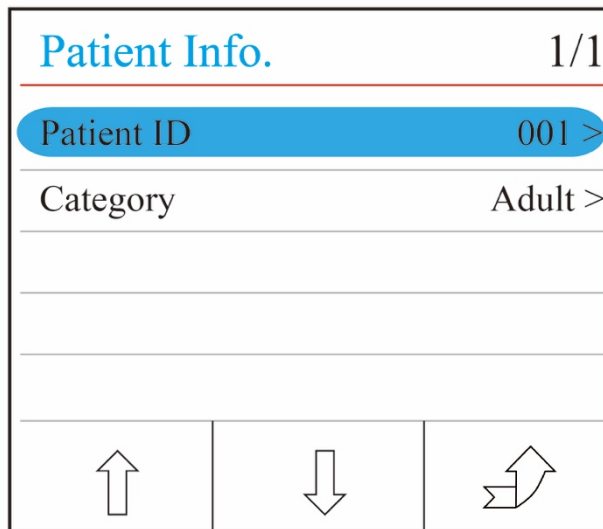 Patient Info. 1/1
Patient ID 001 >
Category Adult >